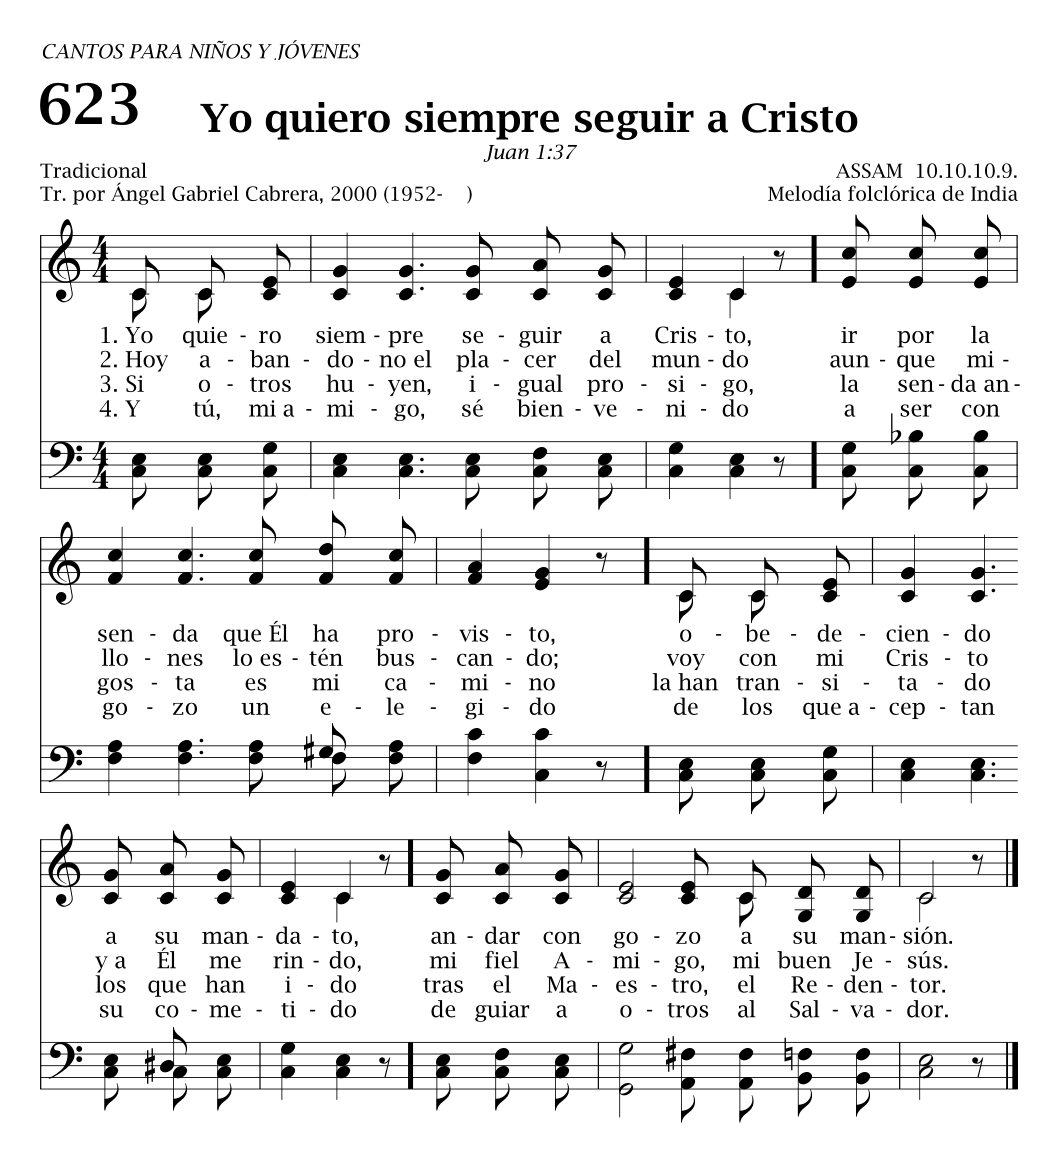 CANTOS PARA NIÑOS Y JÓVENES
623
Yo quiero siempre seguir a Cristo
Juan 1:37
Tradicional
ASSAM 10.10.10.9.
Tr. por Ángel Gabriel Cabrera, 2000 (1952- )
Melodía folclórica de India
1. Yo quie - ro siem - pre se - guir a Cris - to, ir por la
2. Hoy a - ban - do - no el pla - cer del mun - do aun - que mi -
3. Si o - tros hu - yen, i - gual pro - si - go, la sen - da an -
4. Y tú, mi a - mi - go, sé bien - ve - ni - do a ser con
sen - da que Él ha pro - vis - to, o - be - de - cien - do
llo - nes lo es - tén bus - can - do; voy con mi Cris - to
gos - ta es mi ca - mi - no la han tran - si - ta - do
go - zo un e - le - gi - do de los que a - cep - tan
a su man - da - to, an - dar con go - zo a su man - sión.
y a Él me rin - do, mi fiel A - mi - go, mi buen Je - sús.
los que han i - do tras el Ma - es - tro, el Re - den - tor.
su co - me - ti - do de guiar a o - tros al Sal - va - dor.